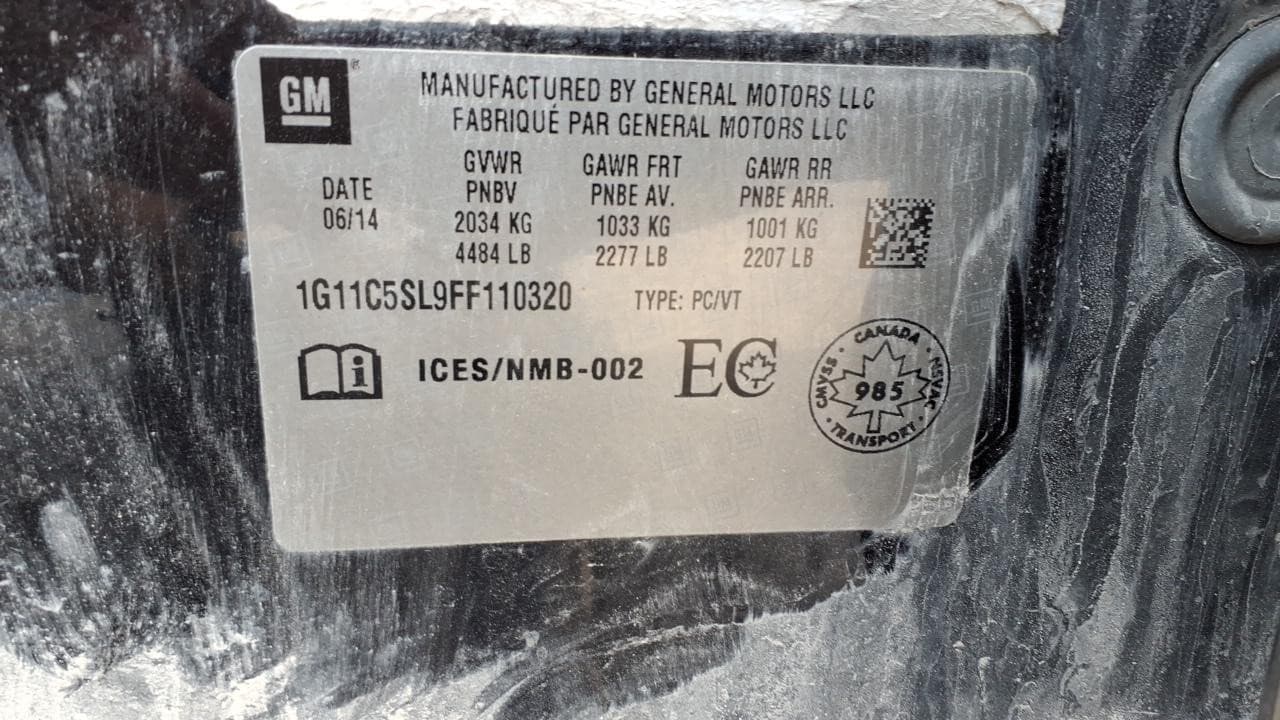 GM®
MANUFACTURED BY GENERAL MOTORS LLC
FABRIQUÉ PAR GENERAL MOTORS LLC
GVWR GAWR FRT GAWR RR
DATE PNBV PNBE AV. PNBE ARR.
06/14 2034 KG 1033 KG 1001 KG
4484 LB 2277 LB 2207 LB
1G11C5SL9FF110320 TYPE: PC/VT
i ICES/NMB-002 EC
CANADA
CMVSS 985 NSVAC
TRANSPORT